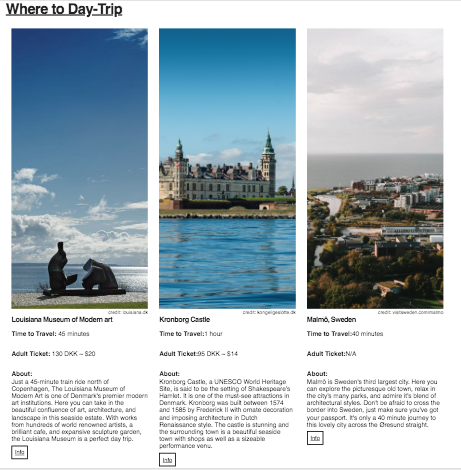 Where to Day-Trip
credit: louisiana.dk
Louisiana Museum of Modern art
Time to Travel: 45 minutes
Adult Ticket: 130 DKK ~ $20
About:
Just a 45-minute train ride north of
Copenhagen, The Louisiana Museum of
Modern Art is one of Denmark's premier modern
art institutions. Here you can take in the
beautiful confluence of art, architecture, and
landscape in this seaside estate. With works
from hundreds of world renowned artists, a
brilliant cafe, and expansive sculpture garden,
the Louisiana Museum is a perfect day trip.
Info
credit: kongeligeslotte.dk
Kronborg Castle
Time to Travel:1 hour
Adult Ticket:95 DKK ~ $14
About:
Kronborg Castle, a UNESCO World Heritage
Site, is said to be the setting of Shakespeare's
Hamlet. It is one of the must-see attractions in
Denmark. Kronborg was built between 1574
and 1585 by Frederick II with ornate decoration
and imposing architecture in Dutch
Renaissance style. The castle is stunning and
the surrounding town is a beautiful seaside
town with shops as well as a sizeable
performance venu.
Info
credit: visitsweden.com/malmo
Malmö, Sweden
Time to Travel:40 minutes
Adult Ticket:N/A
About:
Malmö is Sweden's third largest city. Here you
can explore the picturesque old town, relax in
the city's many parks, and admire it's blend of
architectural styles. Don't be afraid to cross the
border into Sweden, just make sure you've got
your passport. It's only a 40 minute journey to
this lovely city across the Øresund straight.
Info